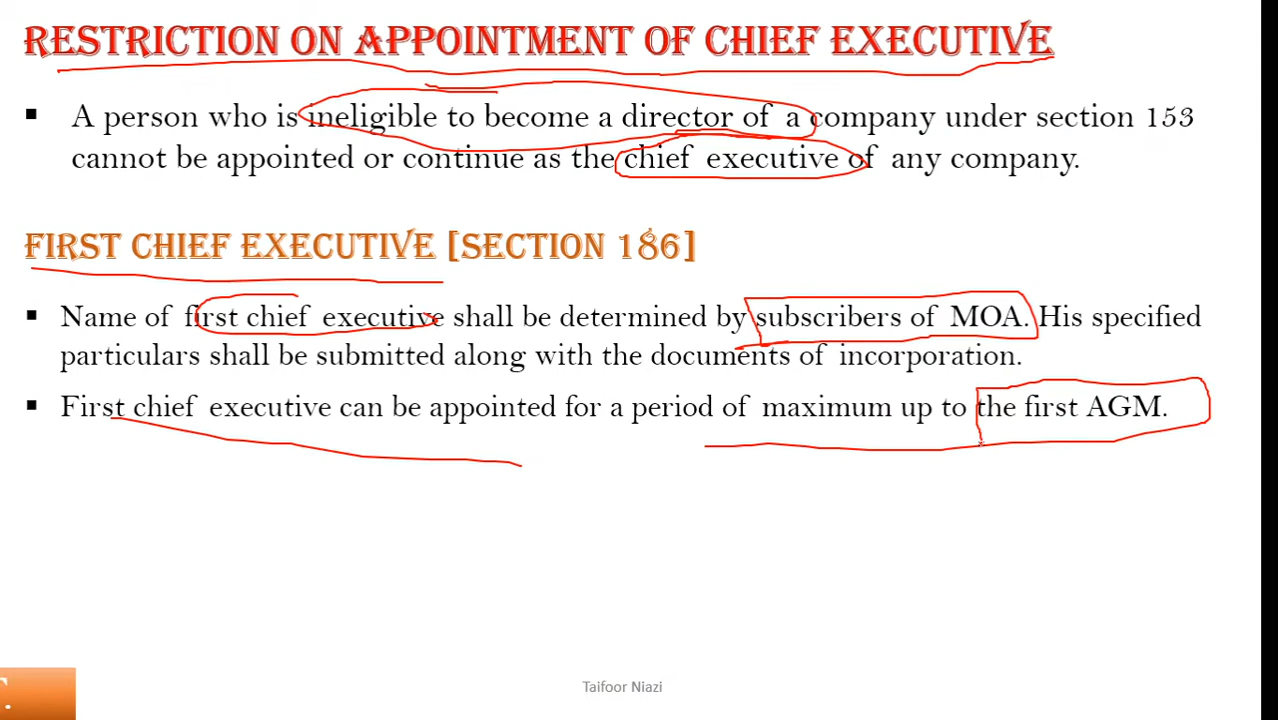 RESTRICTION ON APPOINTMENT OF CHIEF EXECUTIVE
▪ A person who is ineligible to become a director of a company under section 153
cannot be appointed or continue as the chief executive of any company.
FIRST CHIEF EXECUTIVE [SECTION 186]
▪ Name of first chief executive shall be determined by subscribers of MOA. His specified
particulars shall be submitted along with the documents of incorporation.
▪ First chief executive can be appointed for a period of maximum up to the first AGM.
Taifoor Niazi